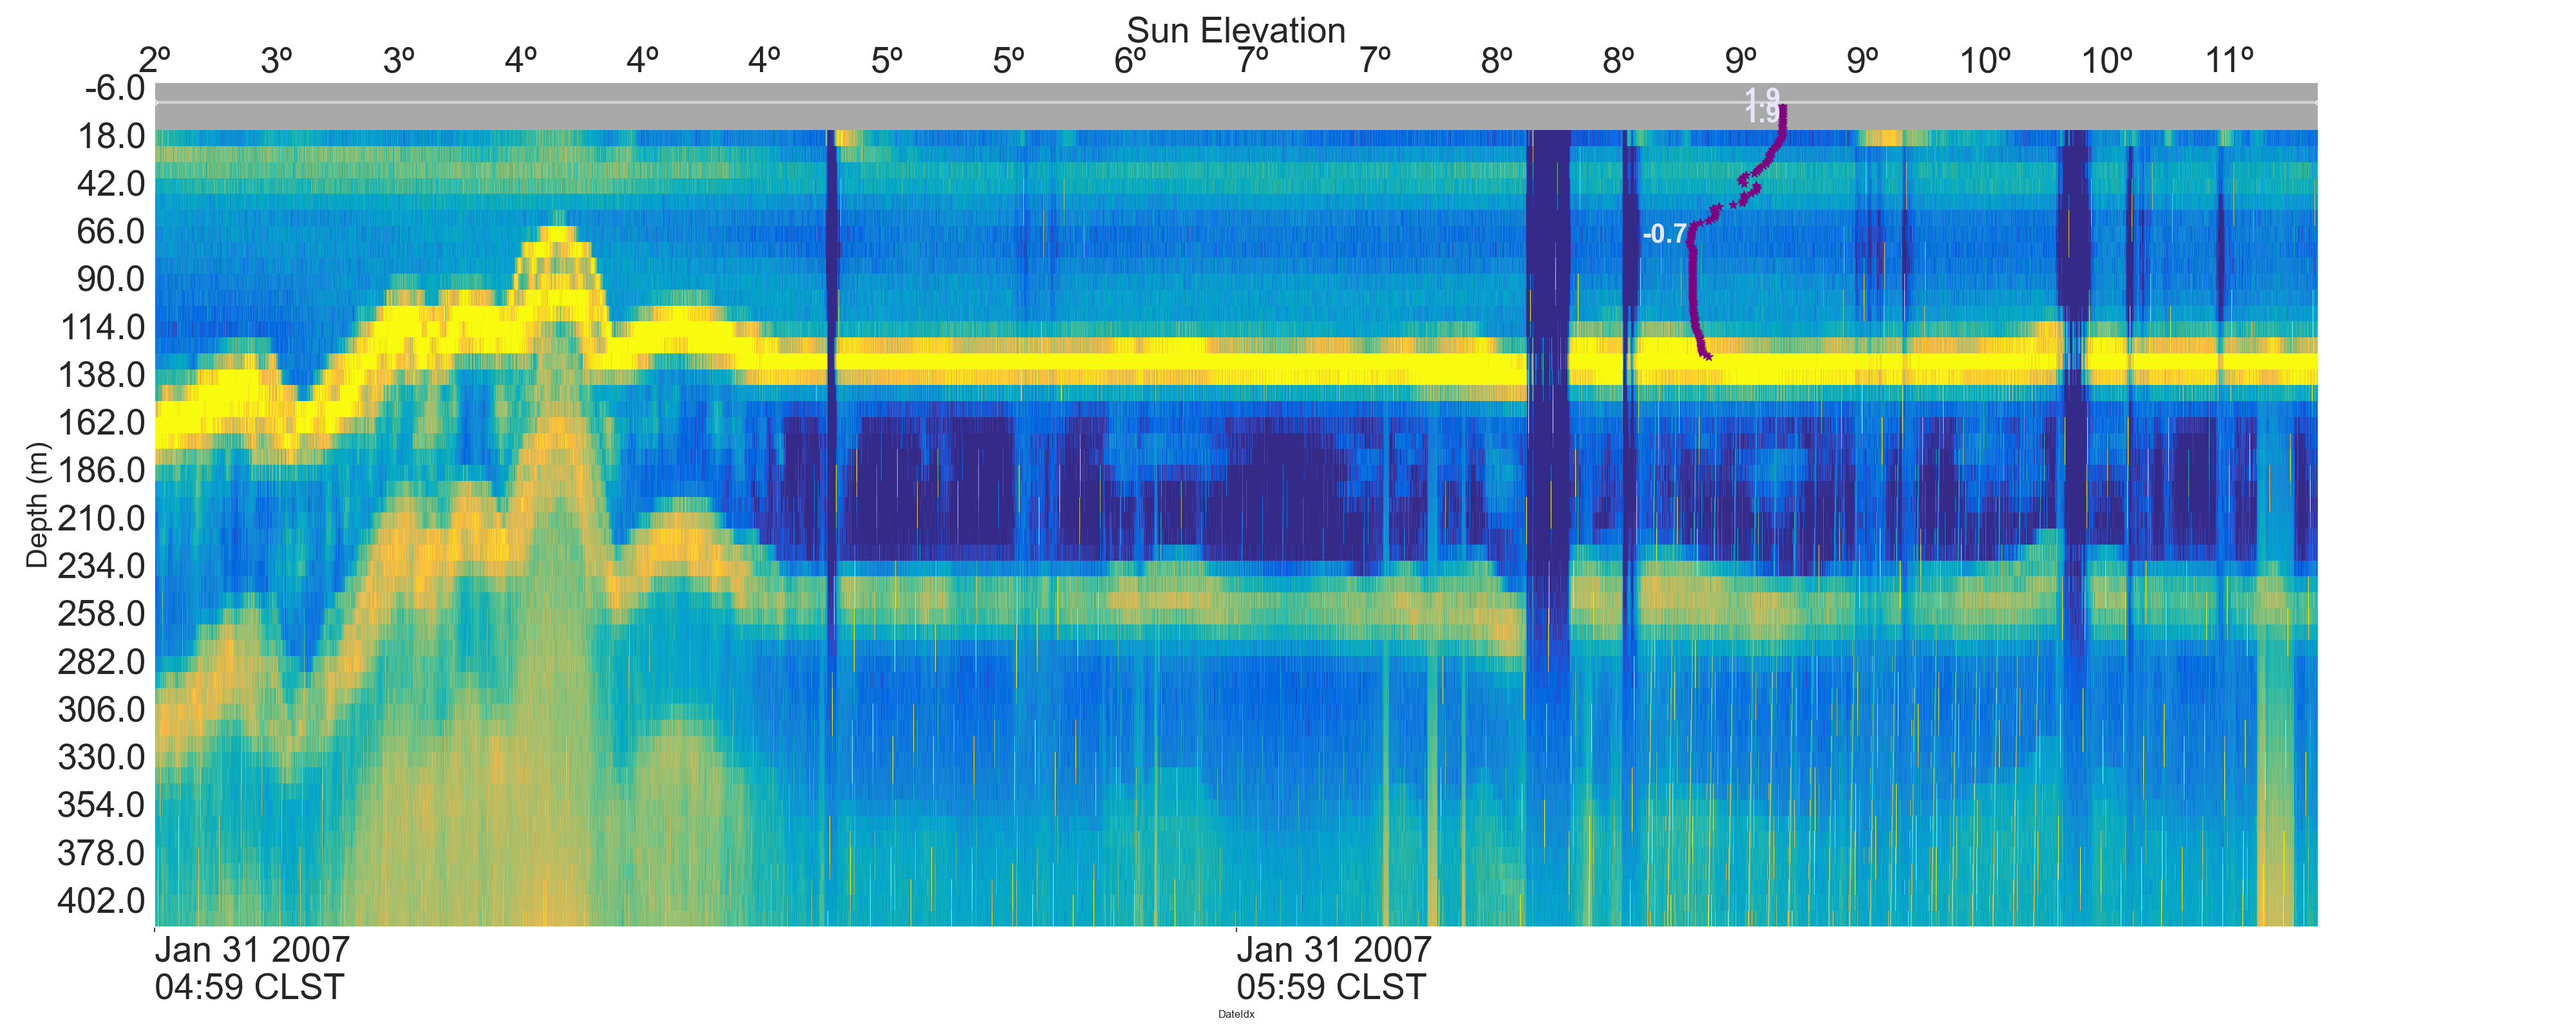 Sun Elevation
2º 3º 3º 4º 4º 4º 5º 5º 6º 7º 7º 8º 8º 9º 9º 10º 10º 11º
-6.0
1.9
1.9
18.0
42.0
66.0
-0.7
90.0
114.0
138.0
162.0
186.0
210.0
234.0
258.0
282.0
306.0
330.0
354.0
378.0
402.0
Depth (m)
Jan 31 2007
04:59 CLST
Jan 31 2007
05:59 CLST
DateIdx